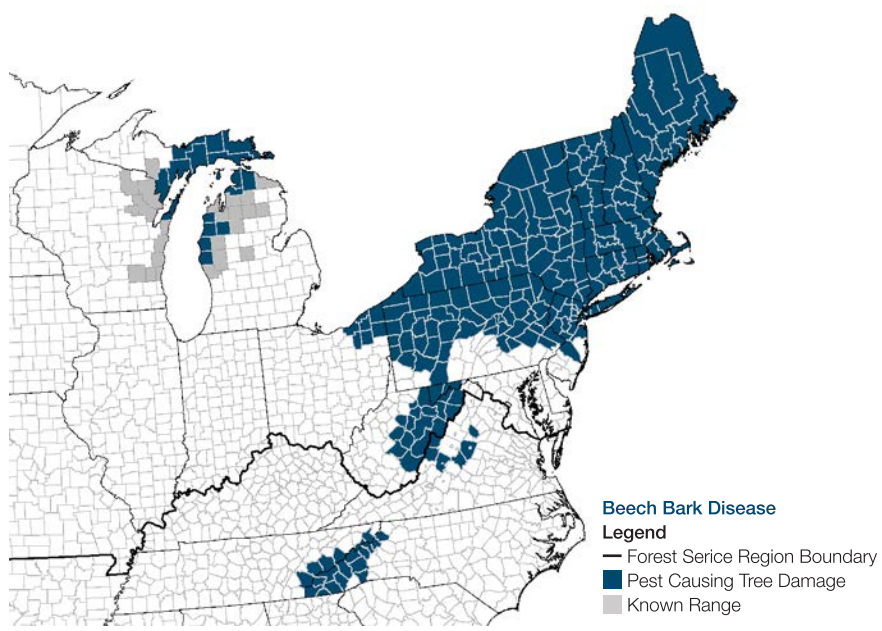 Beech Bark Disease
Legend
Forest Serice Region Boundary
Pest Causing Tree Damage
Known Range